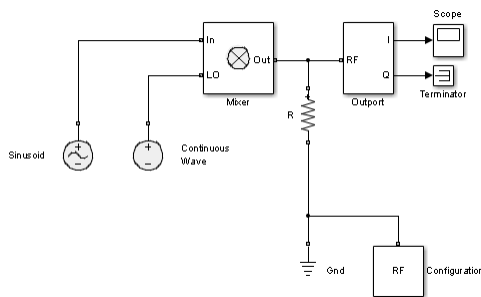 Scope
In
Out
LO
Mixer
RF
I
Q
Outport
Terminator
R
Sinusoid
Continuous
Wave
Gnd
RF
Configuration